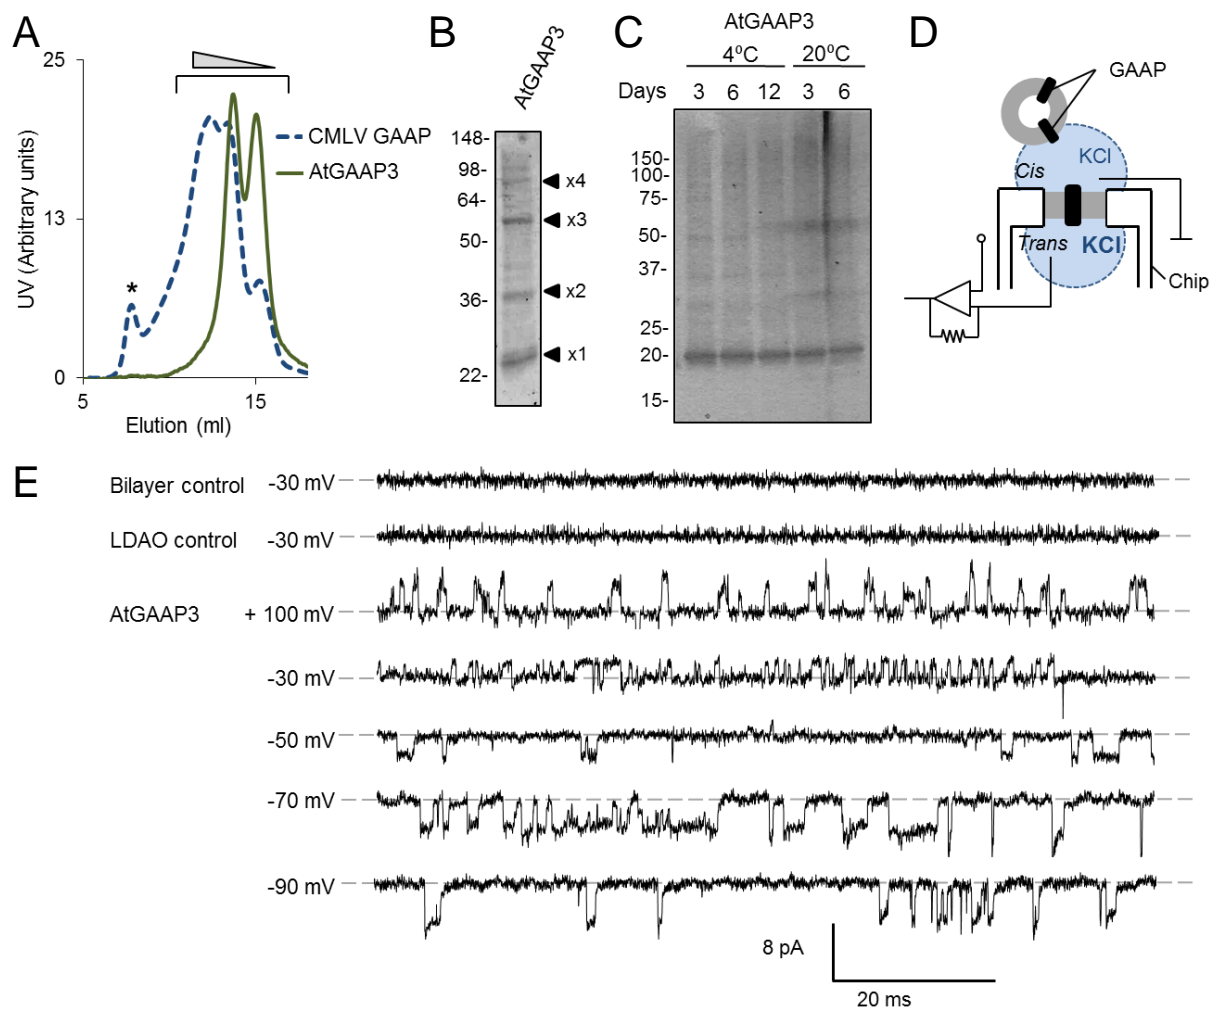 A
25
13
0
UV (Arbitrary units)
*
CMLV GAAP
AtGAAP3
5
15
Elution (ml)
B
AtGAAP3
148-
98-
64-
50-
36-
22-
x4
x3
x2
x1
C
AtGAAP3
4⁰C 20⁰C
Days 3 6 12 3 6
150-
100-
75-
50-
37-
25-
20-
15-
D
GAAP
KCl
Cis
Trans KCl
Chip
E
Bilayer control -30 mV
LDAO control -30 mV
AtGAAP3 + 100 mV
-30 mV
-50 mV
-70 mV
-90 mV
8 pA
20 ms